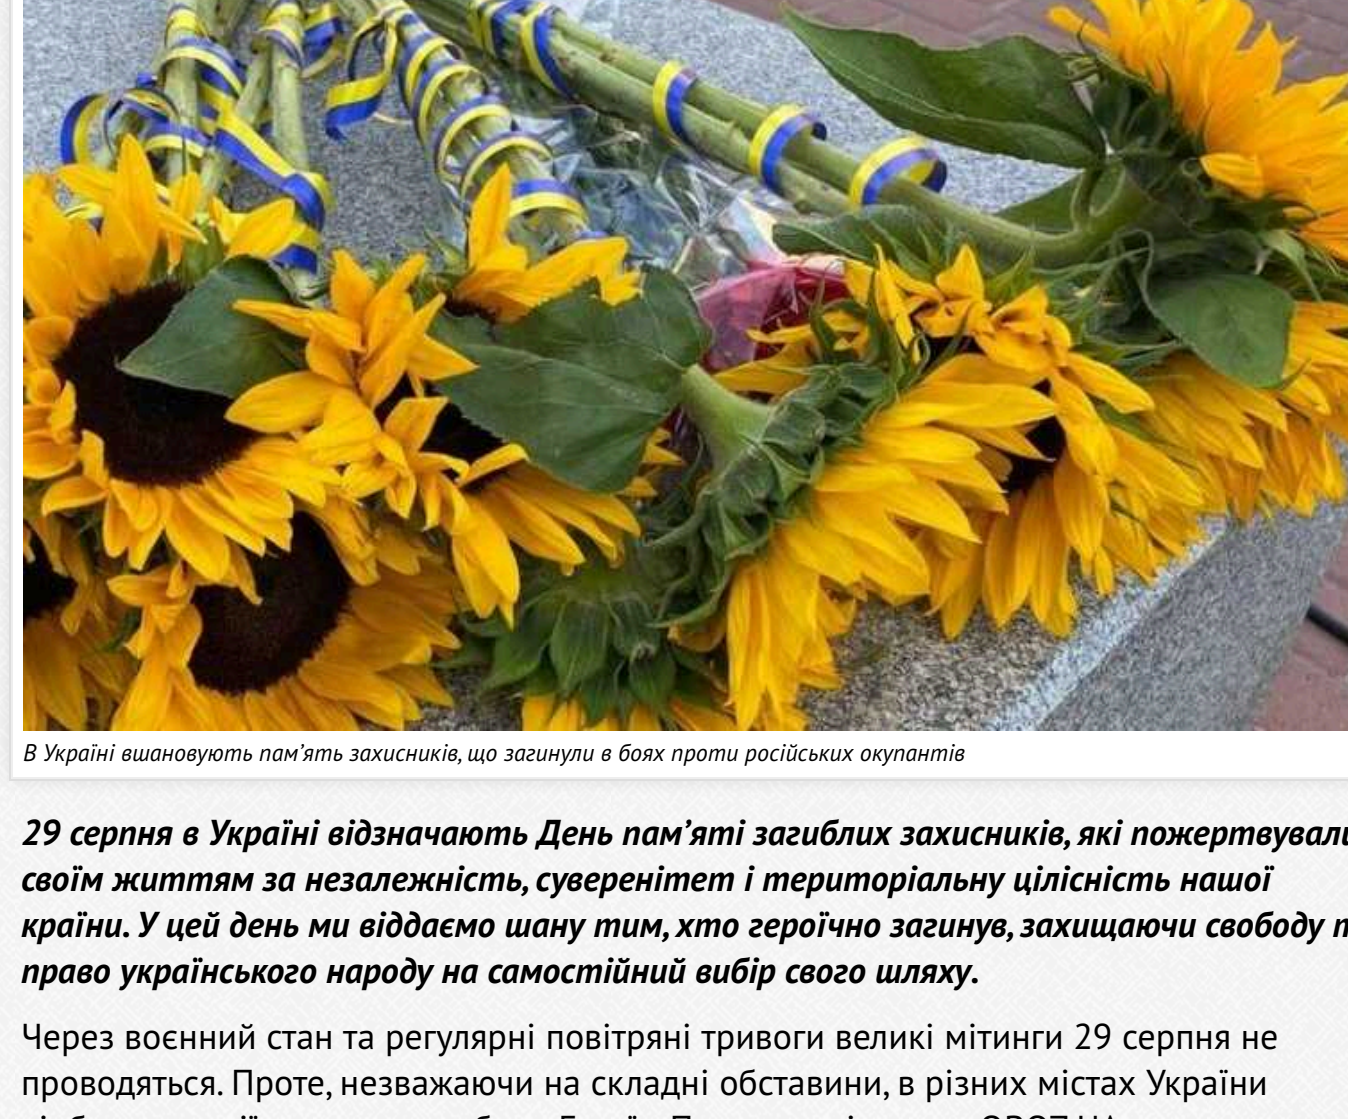 В Україні вшановують пам’ять захисників, що загинули в боях проти російських окупантів
29 серпня в Україні відзначають День пам’яті загиблих захисників, які пожертвували
своїм життям за незалежність, суверенітет і територіальну цілісність нашої
країни. У цей день ми віддаємо шану тим, хто героїчно загинув, захищаючи свободу
право українського народу на самостійний вибір свого шляху.
Через воєнний стан та регулярні повітряні тривоги великі мітинги 29 серпня не
проводяться. Проте, незважаючи на складні обставини, в різних містах України